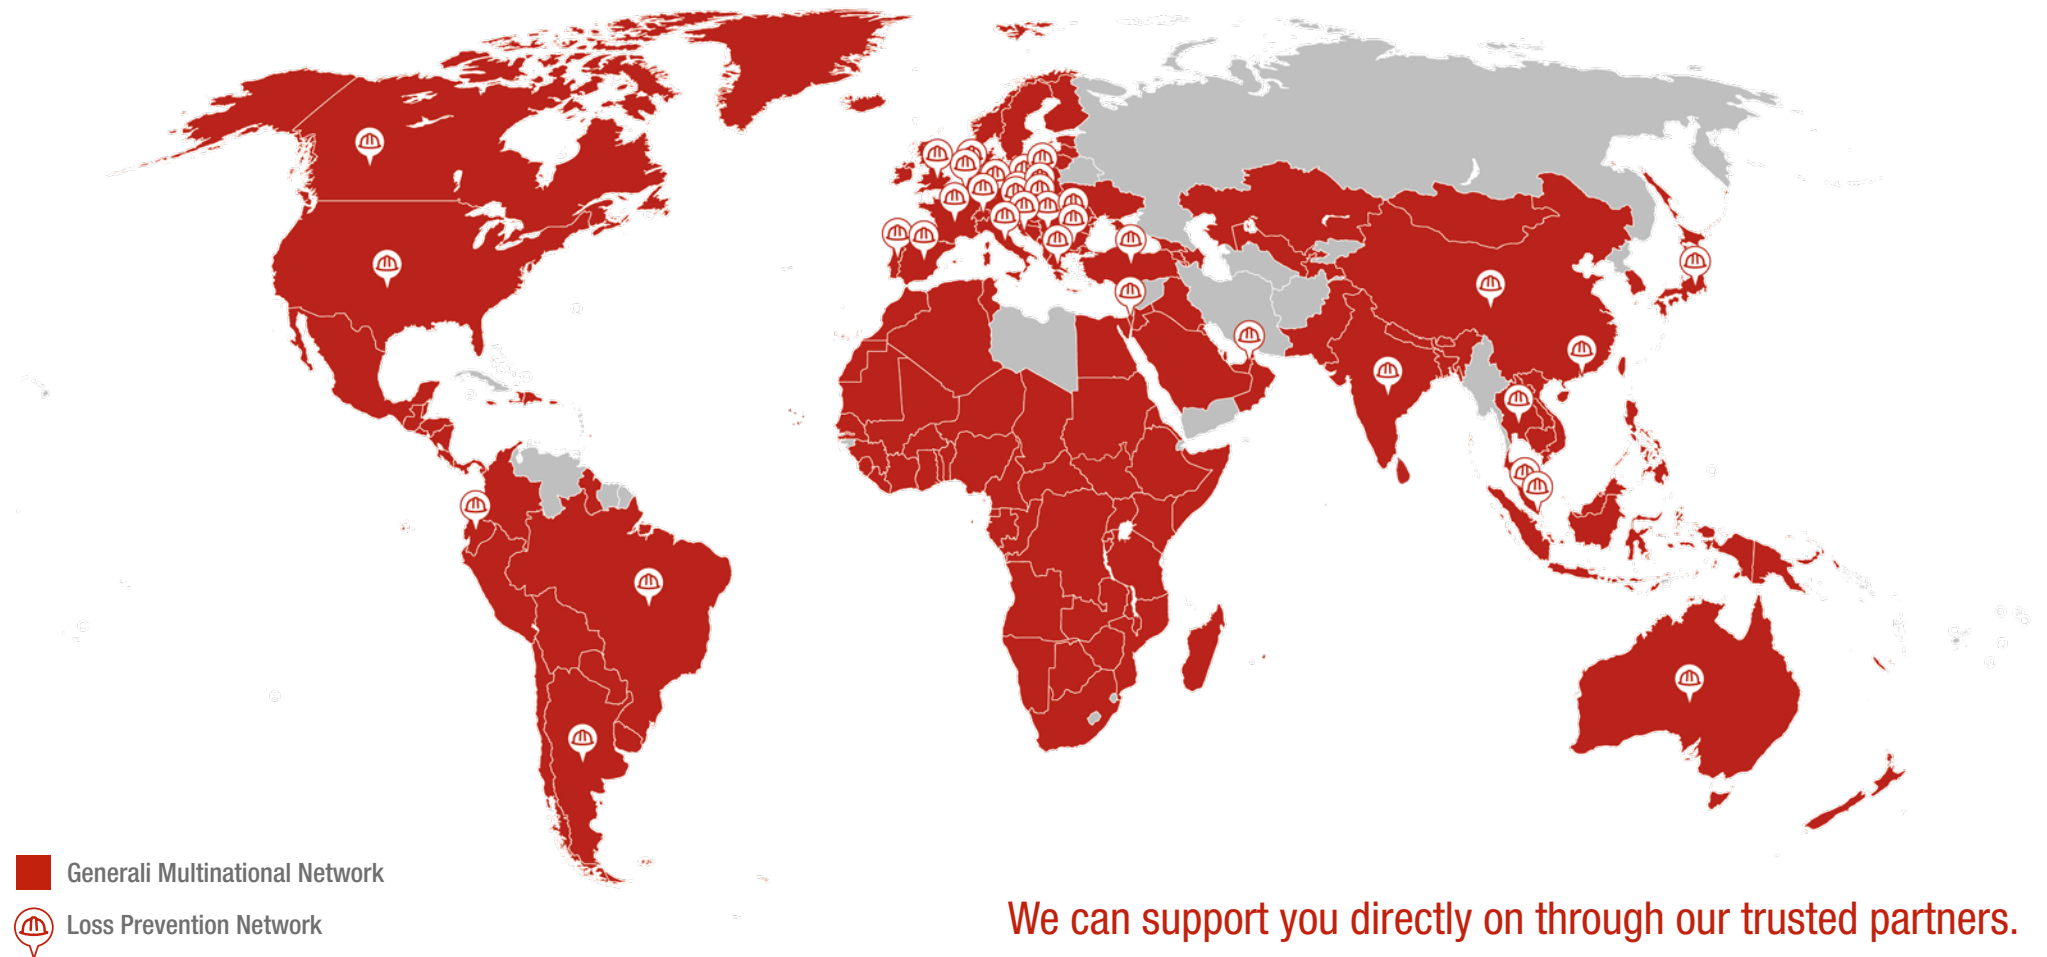 Generali Multinational Network
Loss Prevention Network
We can support you directly on through our trusted partners.